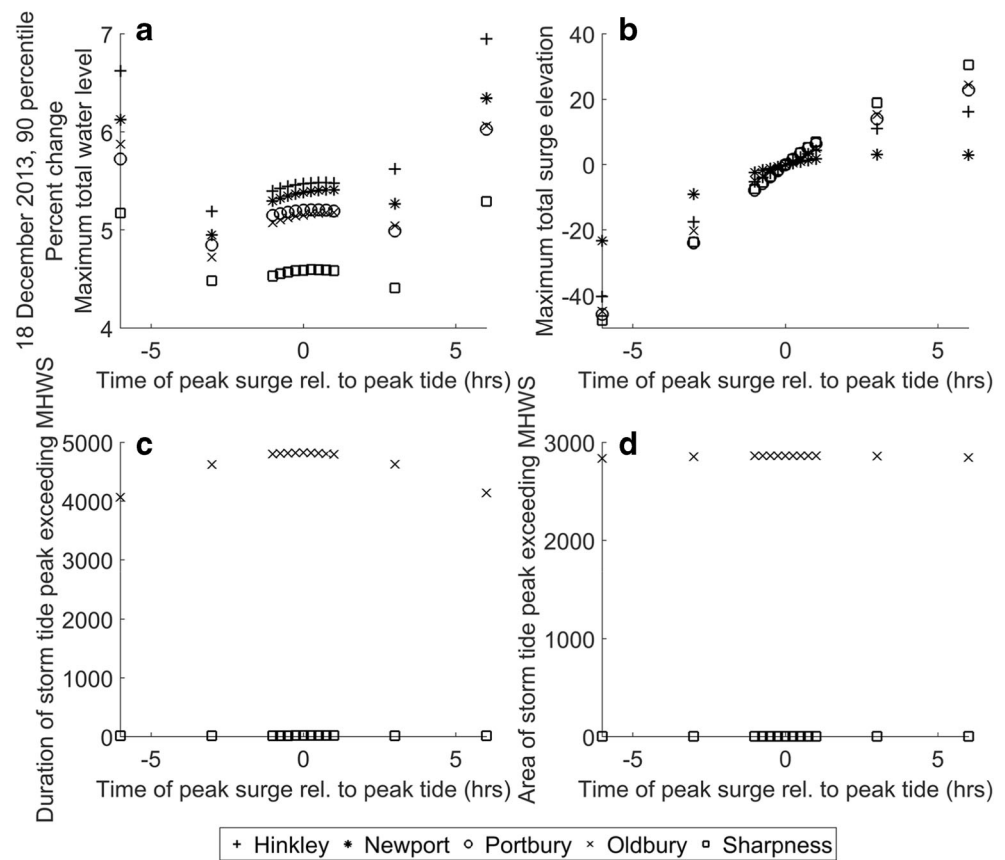 a
18 December 2013, 90 percentile
Percent change
Maximum total water level
7
6
5
4
-5
0
5
Time of peak surge rel. to peak tide (hrs)
b
Maximum total surge elevation
40
20
0
-20
-40
-5
0
5
Time of peak surge rel. to peak tide (hrs)
c
Duration of storm tide peak exceeding MHWS
5000
4000
3000
2000
1000
0
-5
0
5
Time of peak surge rel. to peak tide (hrs)
d
Area of storm tide peak exceeding MHWS
3000
2000
1000
0
-5
0
5
Time of peak surge rel. to peak tide (hrs)
Hinkley Newport Portbury Oldbury Sharpness